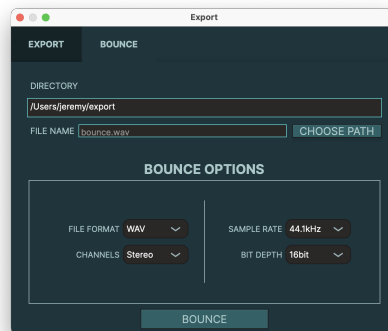 Export
EXPORT BOUNCE
DIRECTORY
/Users/jeremy/export
FILE NAME bounce.wav CHOOSE PATH
BOUNCE OPTIONS
FILE FORMAT WAV SAMPLE RATE 44.1kHz
CHANNELS Stereo BIT DEPTH 16bit
BOUNCE